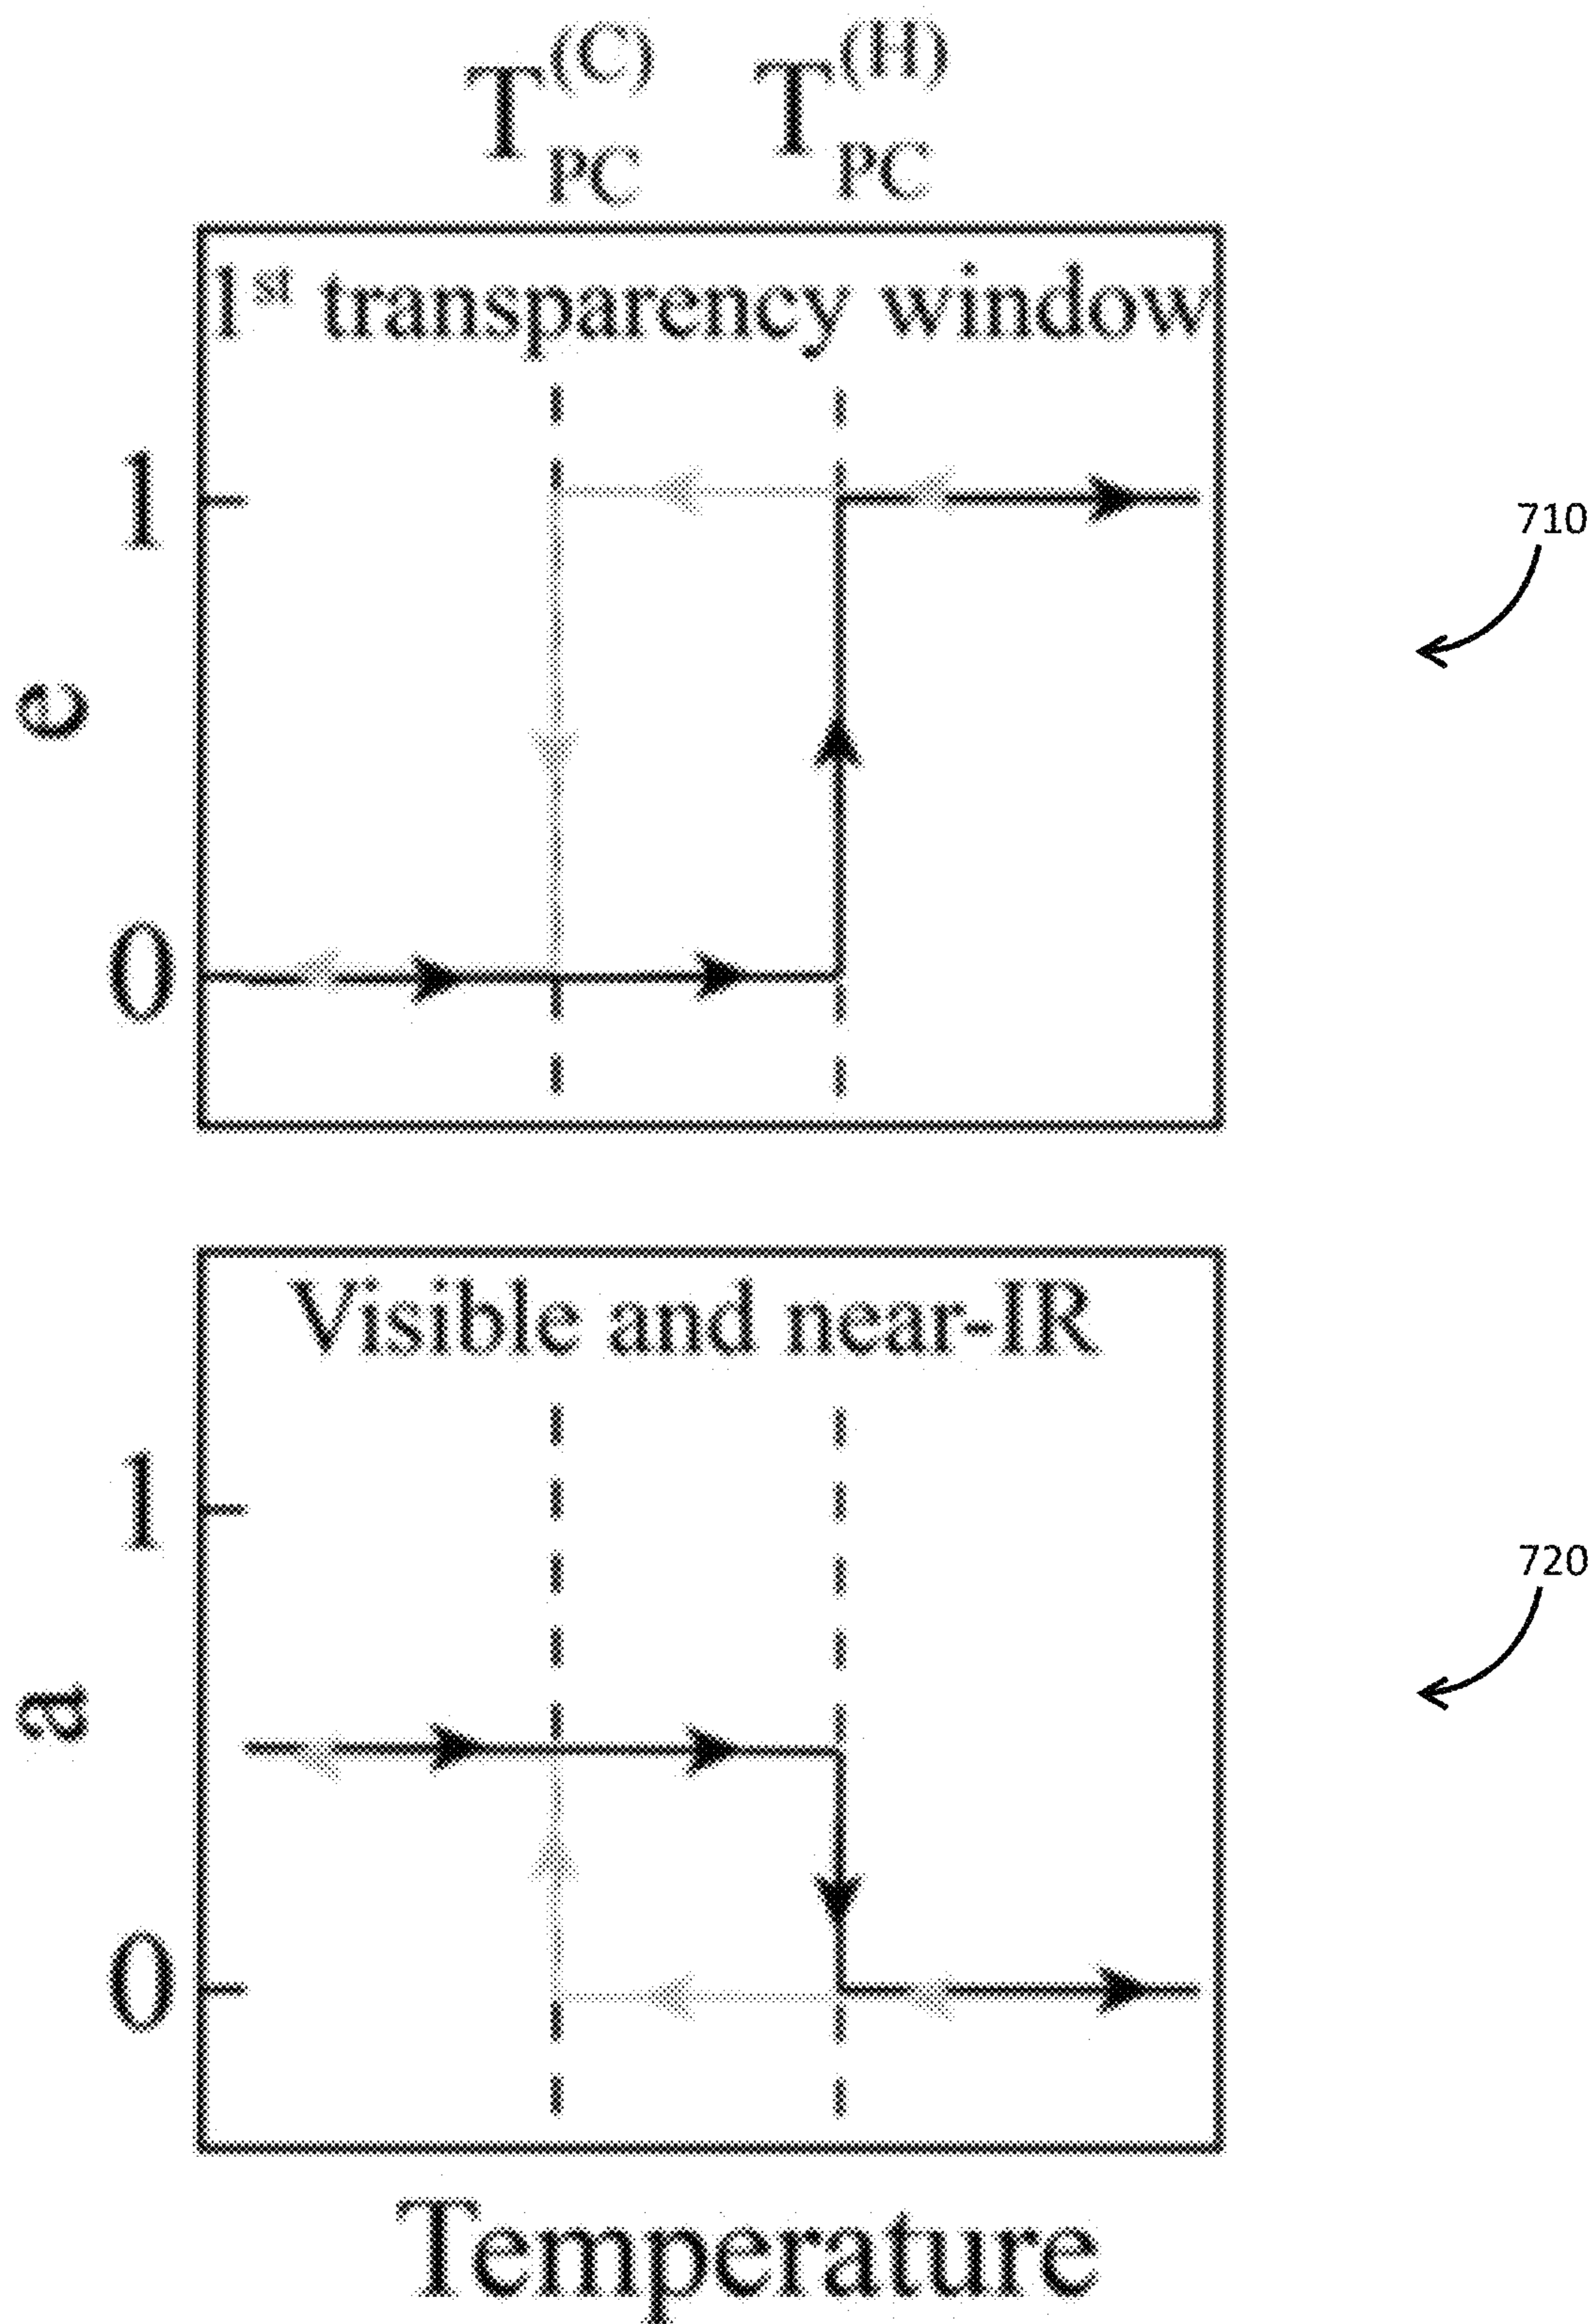 T(C)PC T(H)PC
1st transparency window
1
710
e
0
Visible and near-IR
1
720
a
0
Temperature